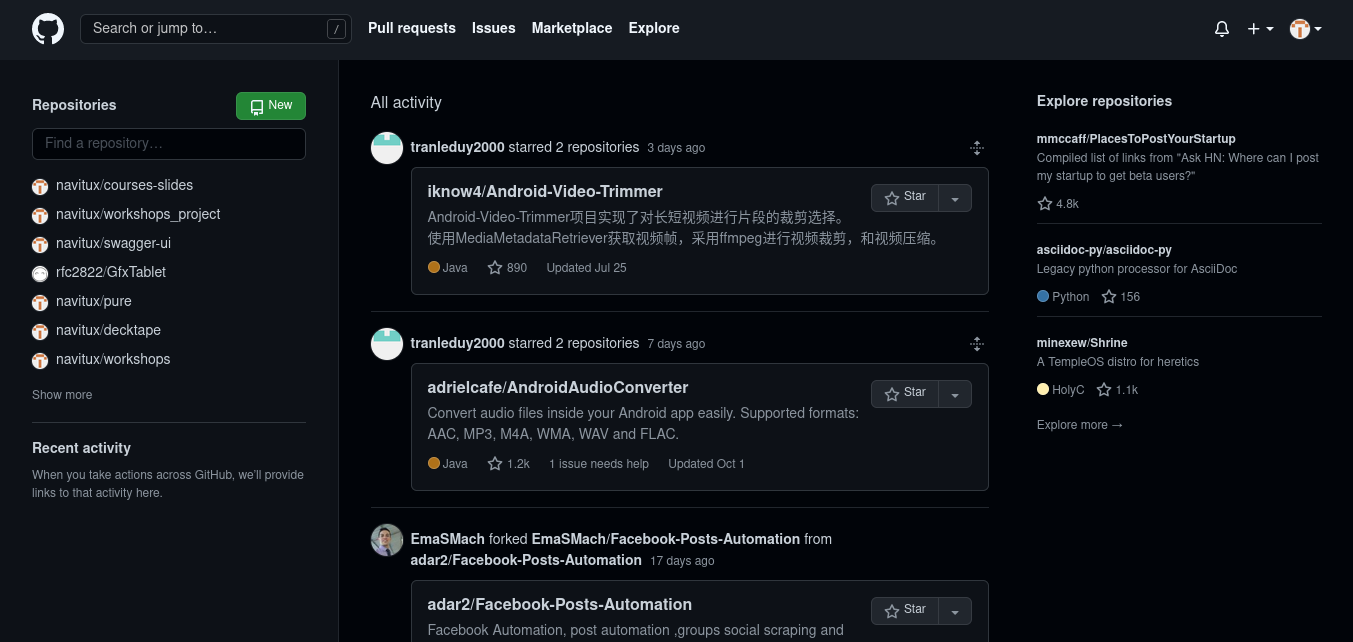 Search or jump to…
/
Pull requests Issues Marketplace Explore
Repositories
New
Find a repository…
navitux/courses-slides
navitux/workshops_project
navitux/swagger-ui
rfc2822/GfxTablet
navitux/pure
navitux/decktape
navitux/workshops
Show more
Recent activity
When you take actions across GitHub, we'll provide
links to that activity here.
All activity
tranleduy2000 starred 2 repositories 3 days ago
iknow4/Android-Video-Trimmer
Star
Android-Video-Trimmer项目实现了对长短视频进行片段的裁剪选择。
使用MediaMetadataRetriever获取视频帧，采用ffmpeg进行视频裁剪，和视频压缩。
Java 890 Updated Jul 25
tranleduy2000 starred 2 repositories 7 days ago
adrielcafe/AndroidAudioConverter
Star
Convert audio files inside your Android app easily. Supported formats:
AAC, MP3, M4A, WMA, WAV and FLAC.
Java 1.2k 1 issue needs help Updated Oct 1
EmaSMach forked EmaSMach/Facebook-Posts-Automation from
adar2/Facebook-Posts-Automation 17 days ago
adar2/Facebook-Posts-Automation
Star
Facebook Automation, post automation ,groups social scraping and
Explore repositories
mmccaff/PlacesToPostYourStartup
Compiled list of links from "Ask HN: Where can I post
my startup to get beta users?"
4.8k
asciidoc-py/asciidoc-py
Legacy python processor for AsciiDoc
Python 156
minexew/Shrine
A TempleOS distro for heretics
HolyC 1.1k
Explore more →